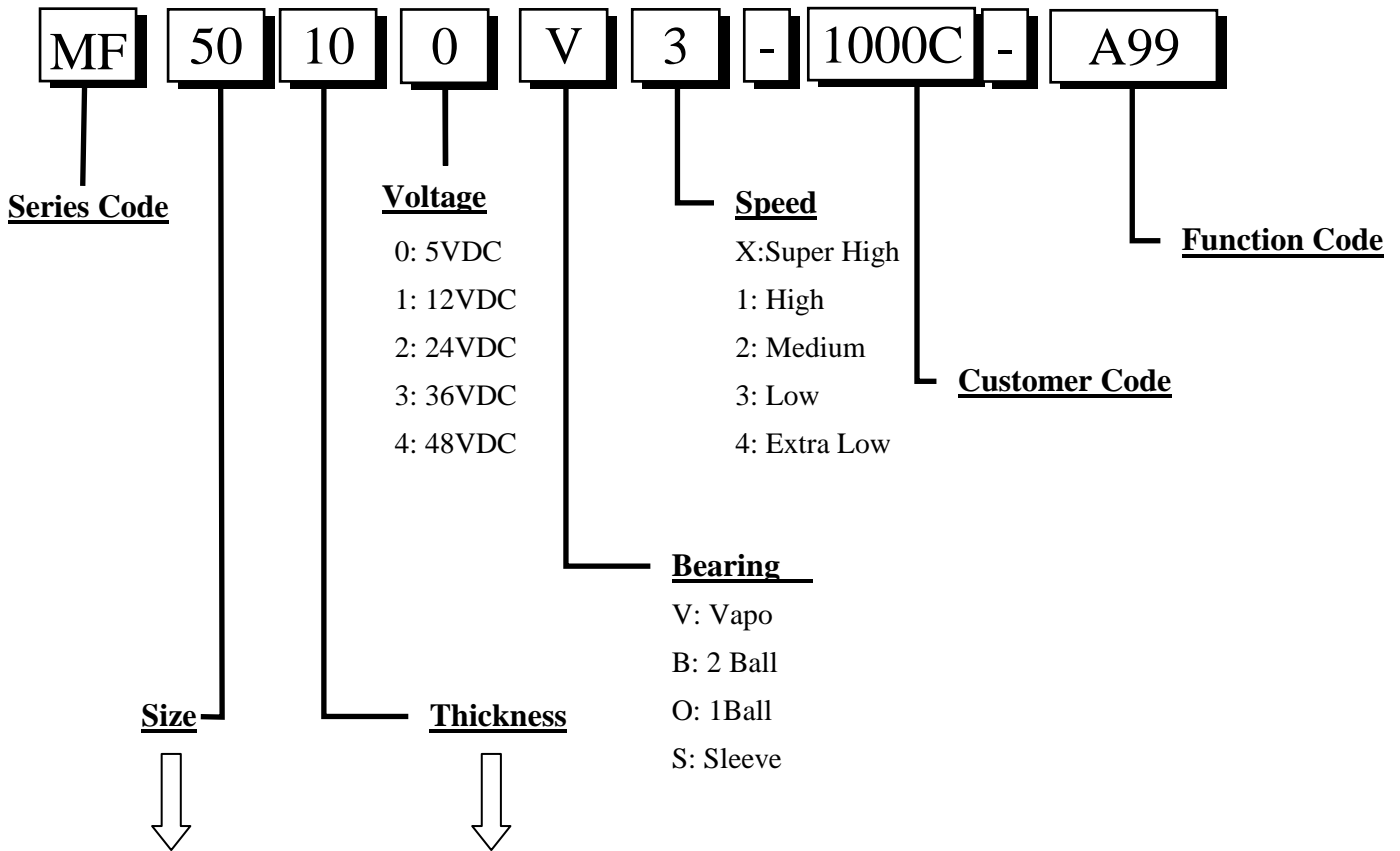 MF 50 10 0 V 3 - 1000C - A99
Series Code
Voltage
0: 5VDC
1: 12VDC
2: 24VDC
3: 36VDC
4: 48VDC
Speed
X:Super High
1: High
2: Medium
3: Low
4: Extra Low
Function Code
Customer Code
Bearing
V: Vapo
B: 2 Ball
O: 1Ball
S: Sleeve
Size
Thickness